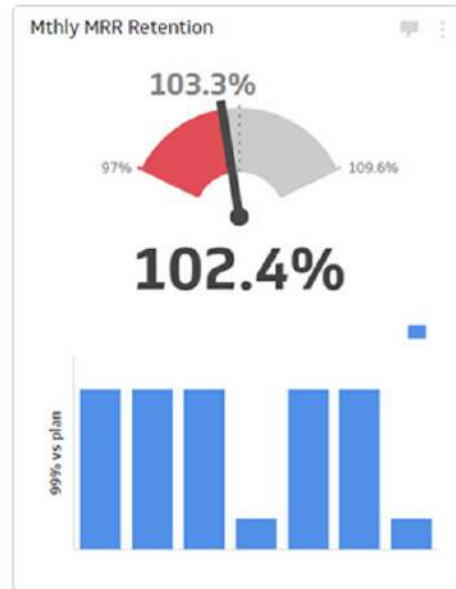 Mthly MRR Retention
103.3%
97%
109.6%
102.4%
99% vs plan